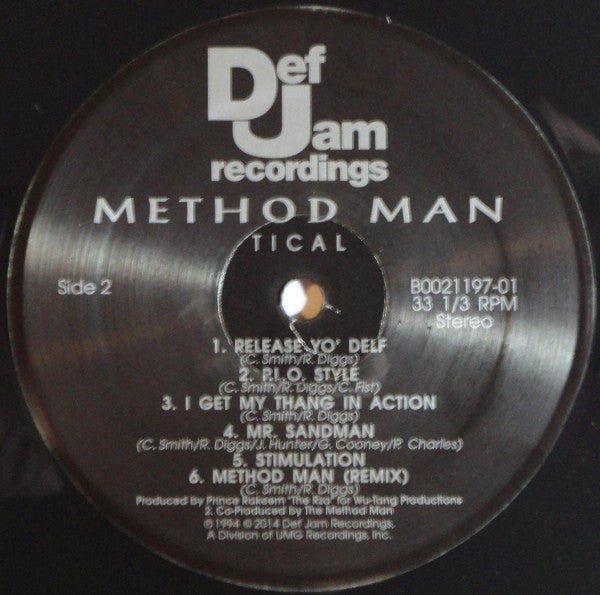 Def
Jam
recordings
METHOD MAN
TICAL
Side 2
B0021197-01
33 1/3 RPM
Stereo
1. RELEASE YO' DELF
(C. Smith/R. Diggs)
2. P.L.O. STYLE
(C. Smith/R. Diggs/C. Fist)
3. I GET MY THANG IN ACTION
(C. Smith/R. Diggs)
4. MR. SANDMAN
(C. Smith/R. Diggs/J. Hunter/G. Cooney/P. Charles)
5. STIMULATION
6. METHOD MAN (REMIX)
(C. Smith/R. Diggs)
Produced by Prince Rakeem "The Rza" for Wu-Tang Productions
2. Co-Produced by The Method Man
℗ 1994 © 2014 Def Jam Recordings,
A Division of UMG Recordings, Inc.